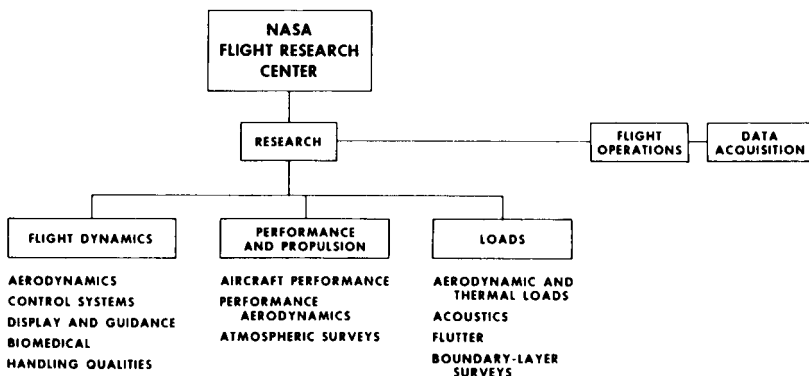 NASA
FLIGHT RESEARCH
CENTER
RESEARCH
FLIGHT
OPERATIONS
DATA
ACQUISITION
FLIGHT DYNAMICS
PERFORMANCE
AND PROPULSION
LOADS
AERODYNAMICS
CONTROL SYSTEMS
DISPLAY AND GUIDANCE
BIOMEDICAL
HANDLING QUALITIES
AIRCRAFT PERFORMANCE
PERFORMANCE
AERODYNAMICS
ATMOSPHERIC SURVEYS
AERODYNAMIC AND
THERMAL LOADS
ACOUSTICS
FLUTTER
BOUNDARY-LAYER
SURVEYS